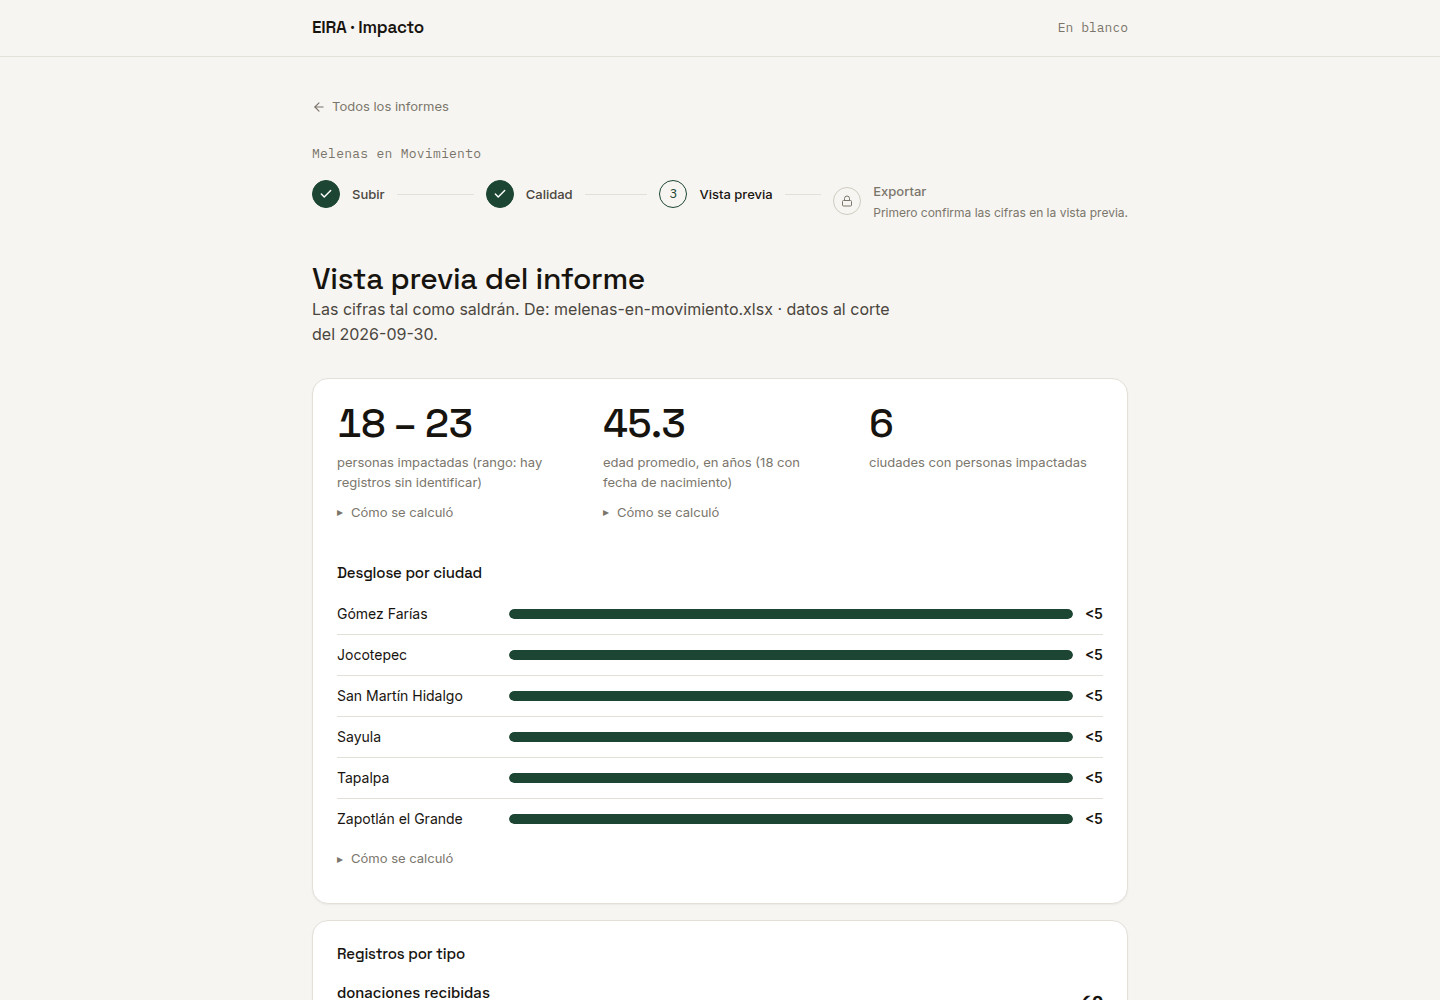 EIRA · Impacto
En blanco
← Todos los informes
Melenas en Movimiento
Subir
Calidad
3 Vista previa
Exportar
Primero confirma las cifras en la vista previa.
Vista previa del informe
Las cifras tal como saldrán. De: melenas-en-movimiento.xlsx · datos al corte
del 2026-09-30.
18 – 23
personas impactadas (rango: hay
registros sin identificar)
▸ Cómo se calculó
45.3
edad promedio, en años (18 con
fecha de nacimiento)
▸ Cómo se calculó
6
ciudades con personas impactadas
Desglose por ciudad
Gómez Farías <5
Jocotepec <5
San Martín Hidalgo <5
Sayula <5
Tapalpa <5
Zapotlán el Grande <5
▸ Cómo se calculó
Registros por tipo
donaciones recibidas